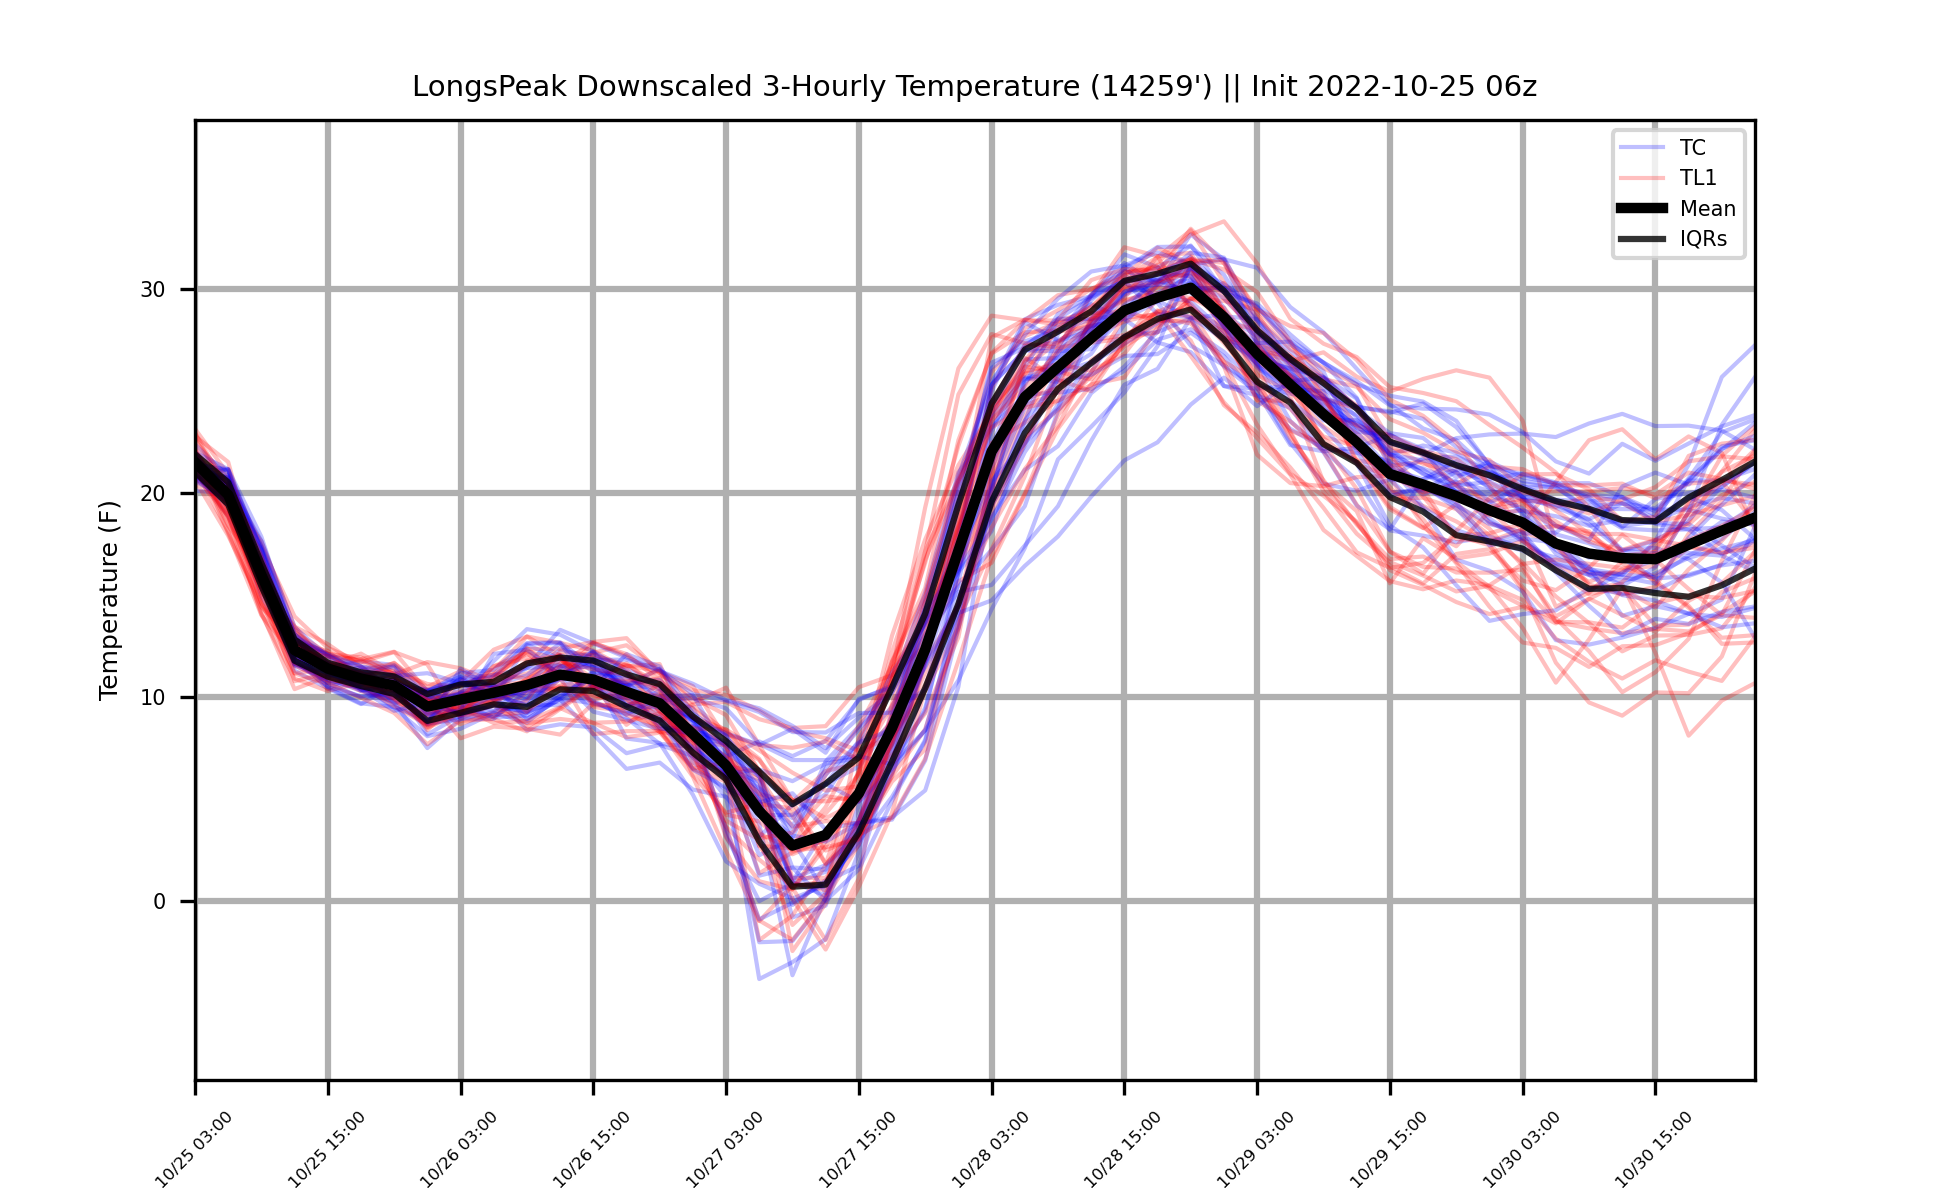 LongsPeak Downscaled 3-Hourly Temperature (14259') || Init 2022-10-25 06z
TC
TL1
Mean
IQRs
Temperature (F)
30
20
10
0
10/25 03:00
10/25 15:00
10/26 03:00
10/26 15:00
10/27 03:00
10/27 15:00
10/28 03:00
10/28 15:00
10/29 03:00
10/29 15:00
10/30 03:00
10/30 15:00